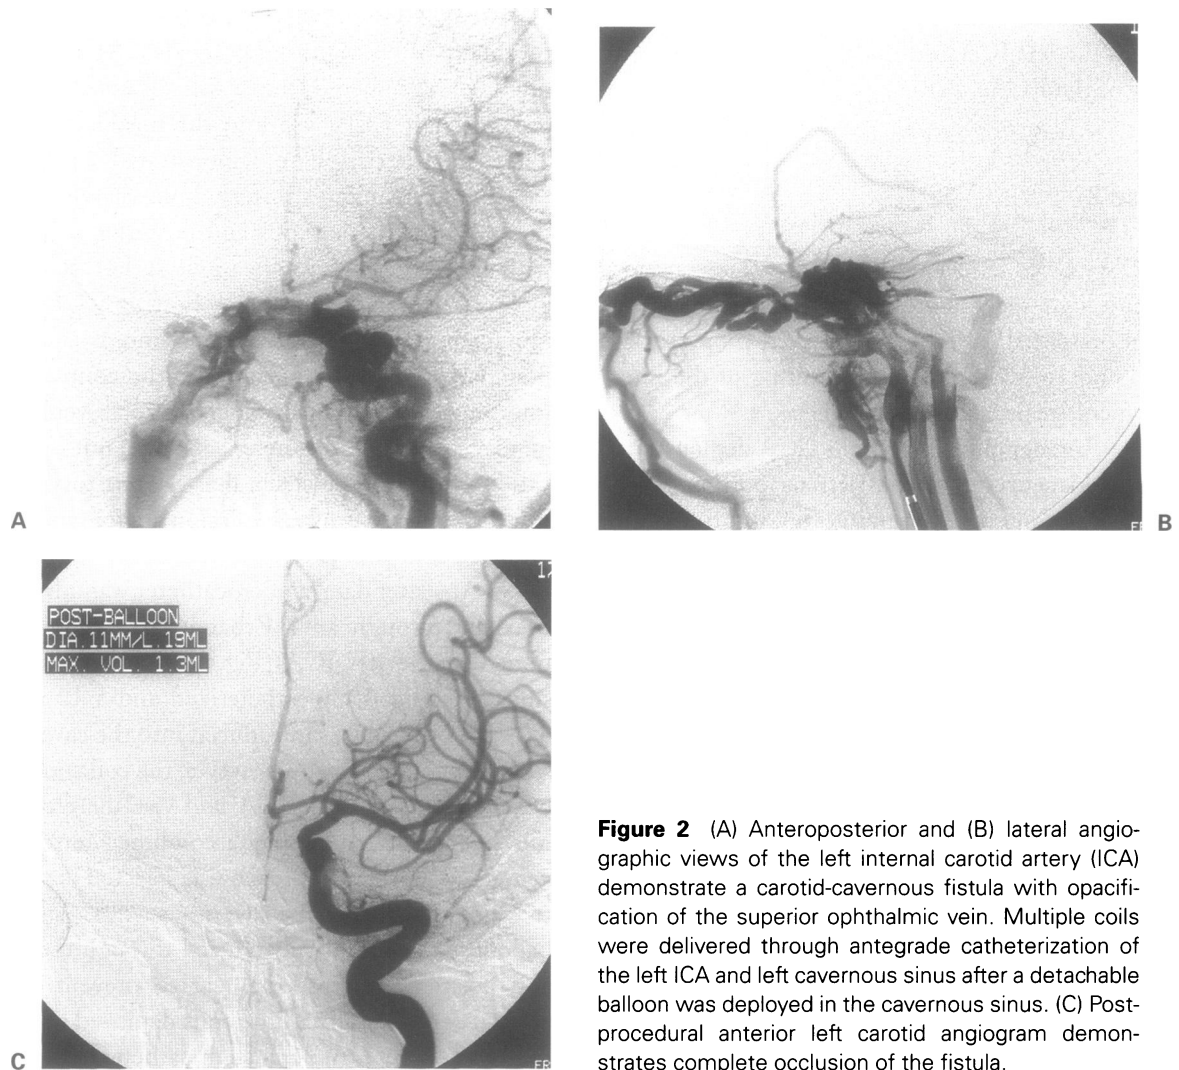 A
B
POST-BALLOON
DIA.11MM/L.19ML
MAX. VOL. 1.3ML
C
Figure 2 (A) Anteroposterior and (B) lateral angio-
graphic views of the left internal carotid artery (ICA)
demonstrate a carotid-cavernous fistula with opacifi-
cation of the superior ophthalmic vein. Multiple coils
were delivered through antegrade catheterization of
the left ICA and left cavernous sinus after a detachable
balloon was deployed in the cavernous sinus. (C) Post-
procedural anterior left carotid angiogram demon-
strates complete occlusion of the fistula.